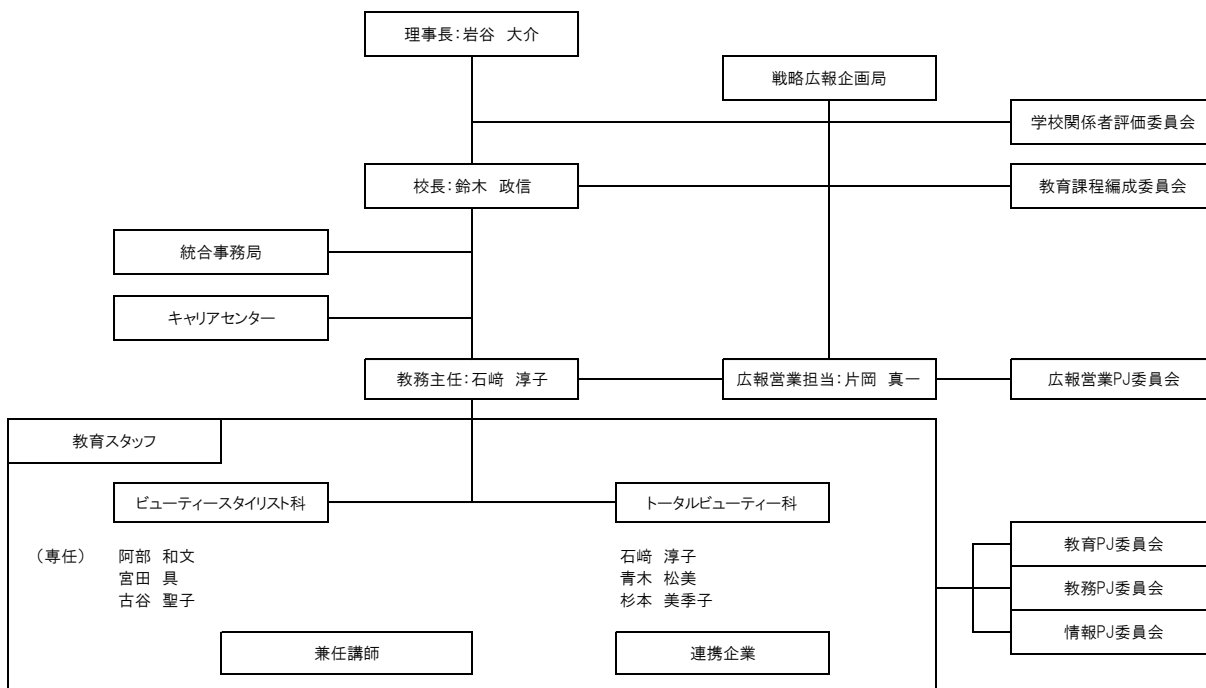 理事長：岩谷　大介
戦略広報企画局
学校関係者評価委員会
校長：鈴木　政信
教育課程編成委員会
統合事務局
キャリアセンター
教務主任：石﨑　淳子
広報営業担当：片岡　真一
広報営業PJ委員会
教育スタッフ
ビューティースタイリスト科
トータルビューティー科
（専任）　阿部　和文
宮田　具
古谷　聖子
石﨑　淳子
青木　松美
杉本　美季子
教育PJ委員会
教務PJ委員会
情報PJ委員会
兼任講師
連携企業